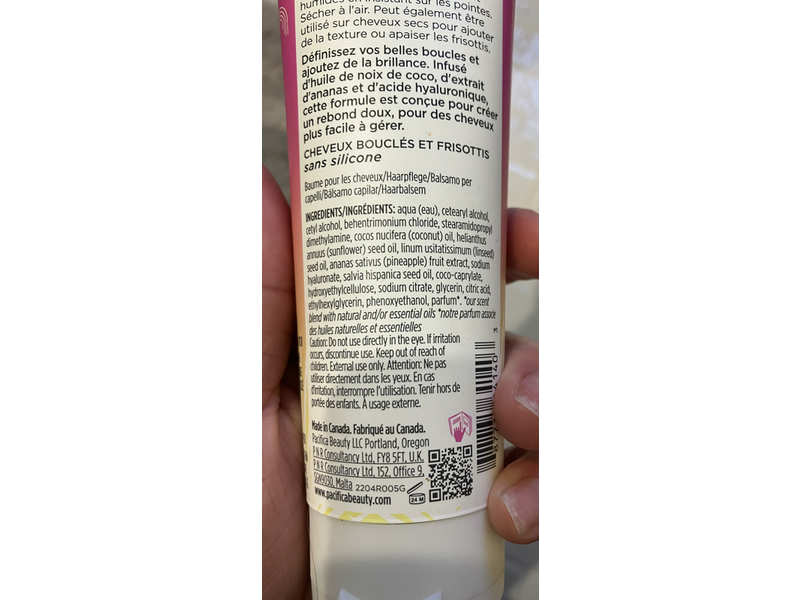 humides en insistant sur les pointes.
Sécher à l'air. Peut également être
utilisé sur cheveux secs pour ajouter
de la texture ou apaiser les frisottis.
Définissez vos belles boucles et
ajoutez de la brillance. Infusé
d'huile de noix de coco, d'extrait
d'ananas et d'acide hyaluronique,
cette formule est conçue pour créer
un rebond doux, pour des cheveux
plus facile à gérer.
CHEVEUX BOUCLÉS ET FRISOTTIS
sans silicone
Baume pour les cheveux/Haarpflege/Balsamo per
capelli/Bálsamo capilar/Haarbalsem
INGREDIENTS/INGRÉDIENTS: aqua (eau), cetearyl alcohol,
cetyl alcohol, behentrimonium chloride, stearamidopropyl
dimethylamine, cocos nucifera (coconut) oil, helianthus
annuus (sunflower) seed oil, linum usitatissimum (linseed)
seed oil, ananas sativus (pineapple) fruit extract, sodium
hyaluronate, salvia hispanica seed oil, coco-caprylate,
hydroxyethylcellulose, sodium citrate, glycerin, citric acid,
ethylhexylglycerin, phenoxyethanol, parfum*. *our scent
blend with natural and/or essential oils *notre parfum associe
des huiles naturelles et essentielles
Caution: Do not use directly in the eye. If irritation
occurs, discontinue use. Keep out of reach of
children. External use only. Attention: Ne pas
utiliser directement dans les yeux. En cas
d'irritation, interrompre l'utilisation. Tenir hors de
portée des enfants. À usage externe.
Made in Canada. Fabriqué au Canada.
Pacifica Beauty LLC Portland, Oregon
P N R Consultancy Ltd, FY8 5FT, U.K.
P N R Consultancy Ltd, 152, Office 9,
SGN9030, Malta 2204R005G
www.pacificabeauty.com
24 M